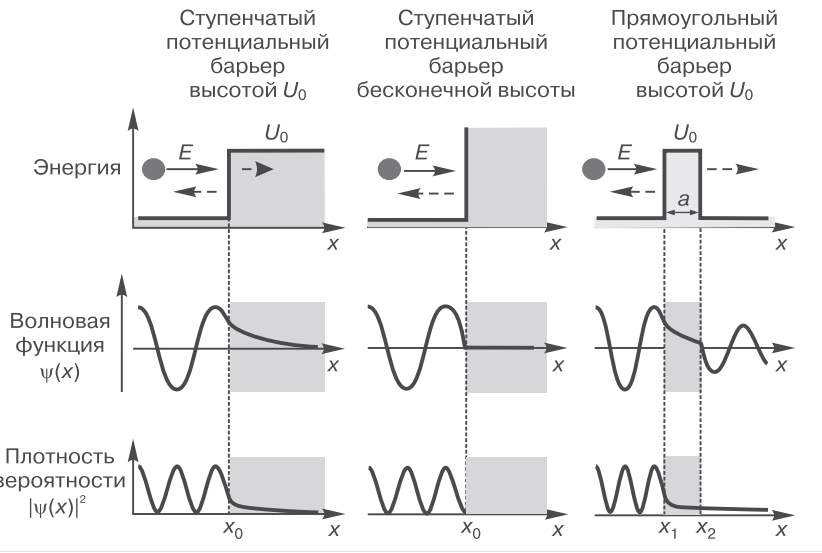 Ступенчатый
потенциальный
барьер
высотой U₀
Ступенчатый
потенциальный
барьер
бесконечной высоты
Прямоугольный
потенциальный
барьер
высотой U₀
Энергия
E
U₀
x
E
x
E
U₀
a
x
Волновая
функция
ψ(x)
x
x
x
Плотность
вероятности
|ψ(x)|²
x₀
x
x₀
x
x₁
x₂
x